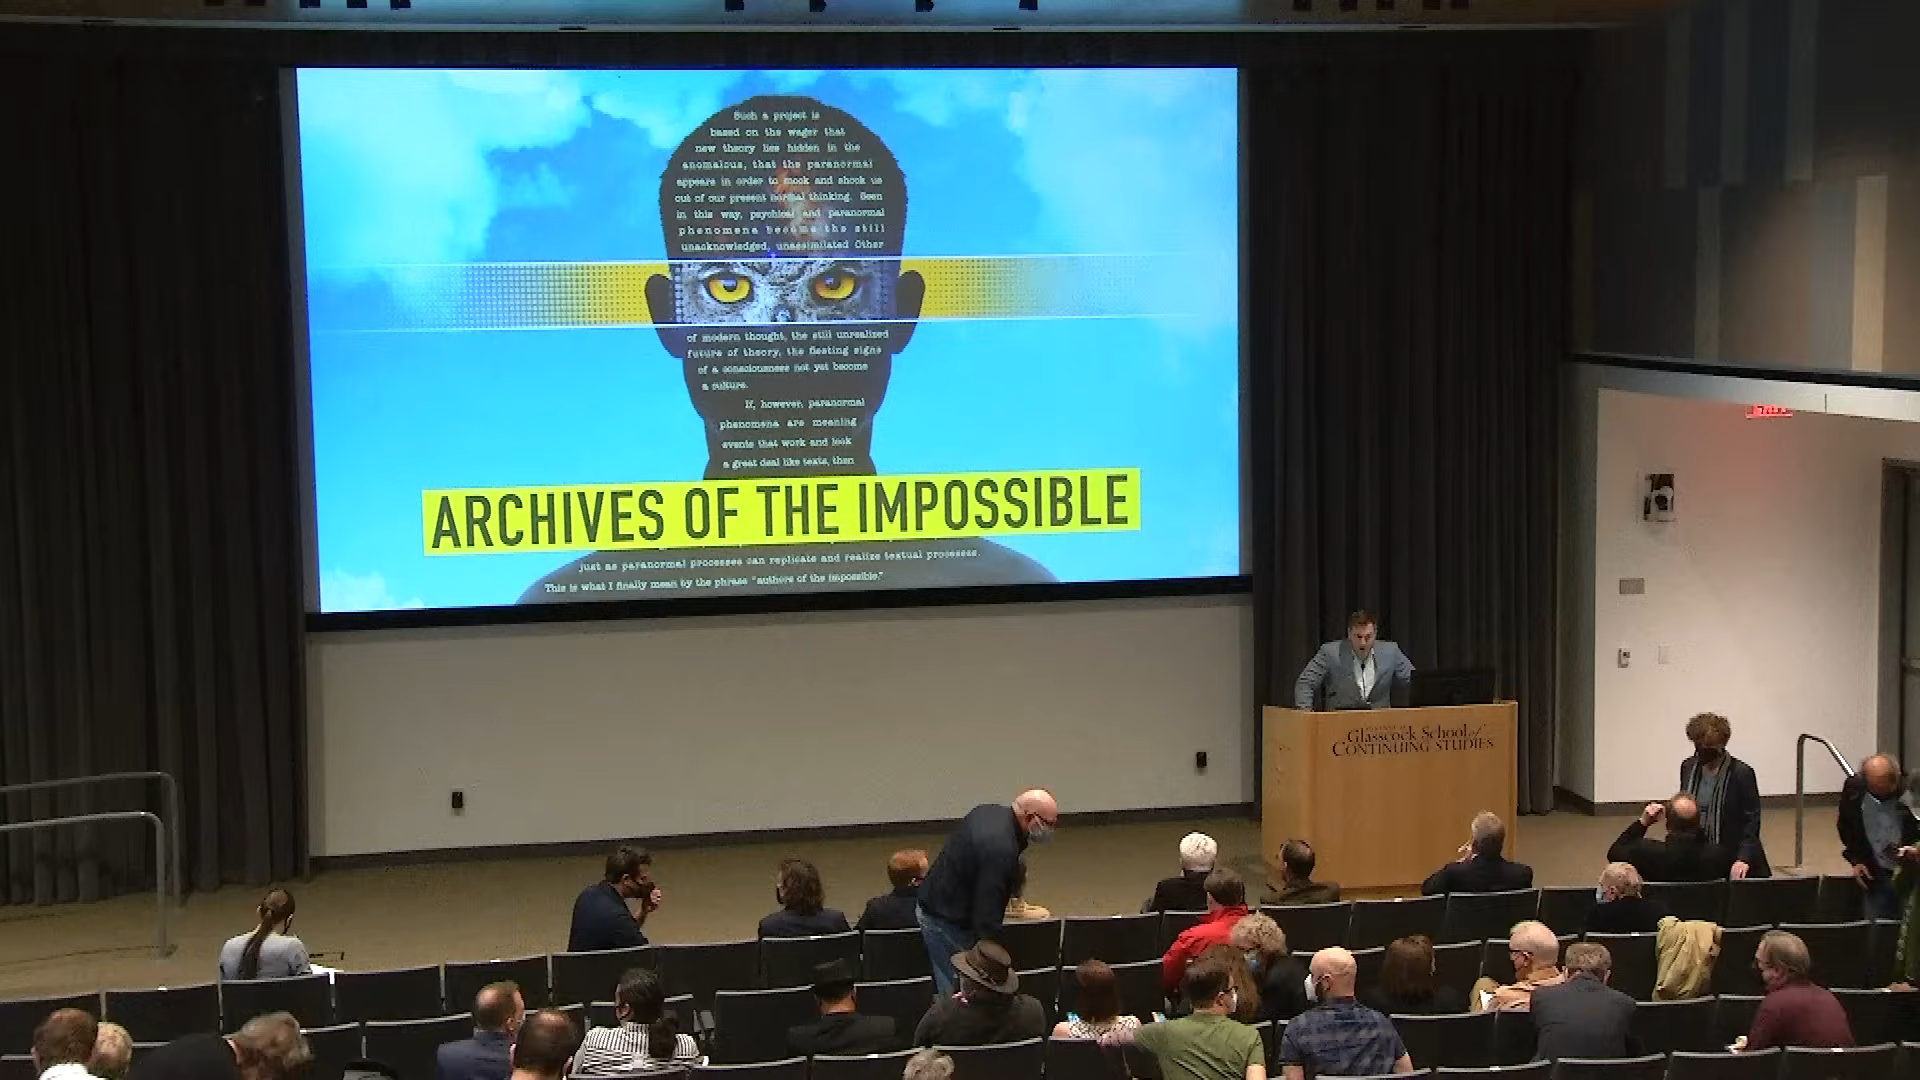 Such a project is
based on the wager that
new theory lies hidden in the
anomalous, that the paranormal
appears in order to mock and shock us
out of our present normal thinking. Seen
in this way, psychical and paranormal
phenomena become the still
unacknowledged, unassimilated Other
of modern thought, the still unrealized
future of theory, the fleeting signs
of a consciousness not yet become
a culture.
If, however, paranormal
phenomena are meaning
events that work and look
a great deal like texts, then
ARCHIVES OF THE IMPOSSIBLE
just as paranormal processes can replicate and realize textual processes.
This is what I finally mean by the phrase "authors of the impossible."
Glasscock School of
CONTINUING STUDIES